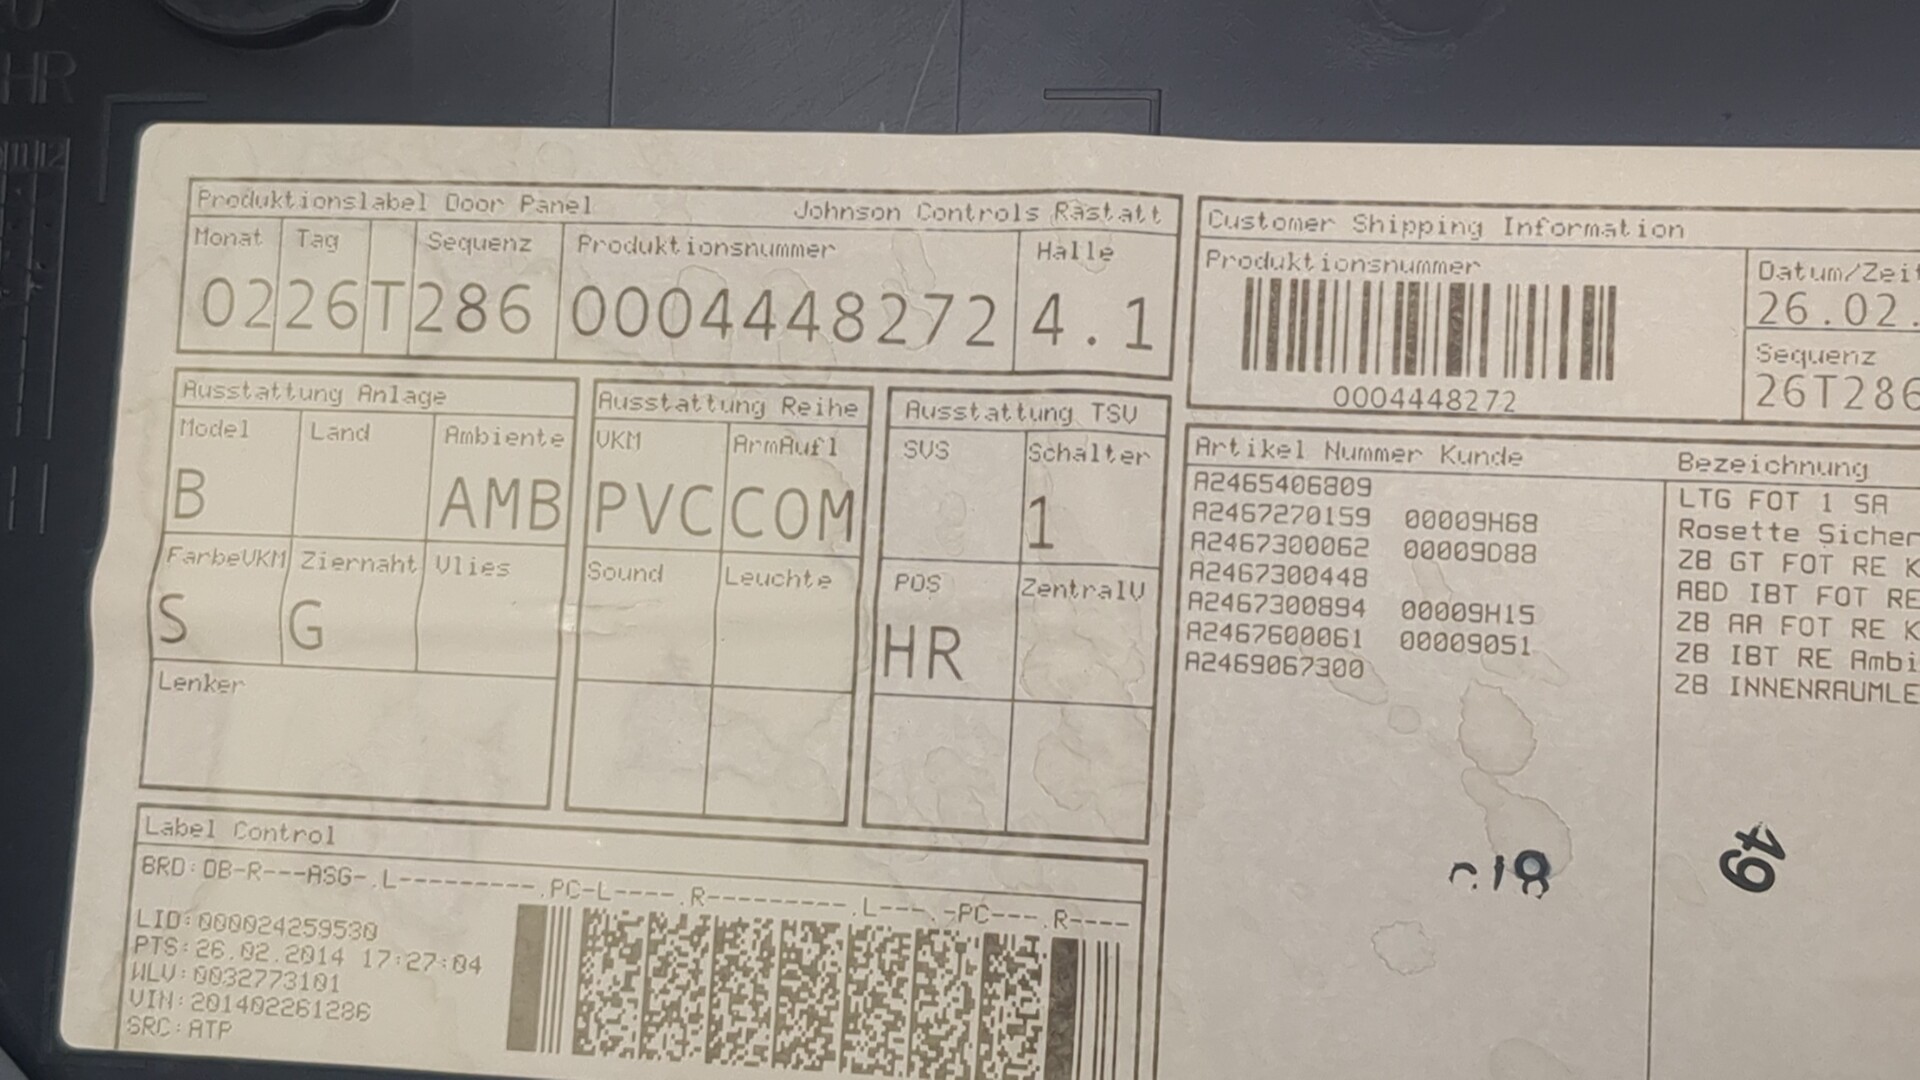 HR
Produktionslabel Door Panel Johnson Controls Rastatt
Monat Tag Sequenz Produktionsnummer Halle
02 26 T 286 0004448272 4.1
Ausstattung Anlage
Model Land Ambiente
B AMB
FarbeVKM Ziernaht Vlies
S G
Lenker
Ausstattung Reihe
VKM ArmAufl
PVC COM
Sound Leuchte
Ausstattung TSV
SVS Schalter
1
POS ZentralV
HR
Customer Shipping Information
Produktionsnummer
0004448272
Datum/Zeit
26.02.
Sequenz
26T286
Artikel Nummer Kunde Bezeichnung
A2465406809 LTG FOT 1 SA
A2467270159 00009H68 Rosette Sicher
A2467300062 00009D88 ZB GT FOT RE K
A2467300448 ABD IBT FOT RE
A2467300894 00009H15 ZB AA FOT RE K
A2467600061 00009051 ZB IBT RE Ambi
A2469067300 ZB INNENRAUMLE
49
Label Control
BRD:DB-R---ASG-.L---------.PC-L----.R---------.L---.-PC---.R----
LID:000024259530
PTS:26.02.2014 17:27:04
WLV:0032773101
VIN:201402261286
SRC:ATP